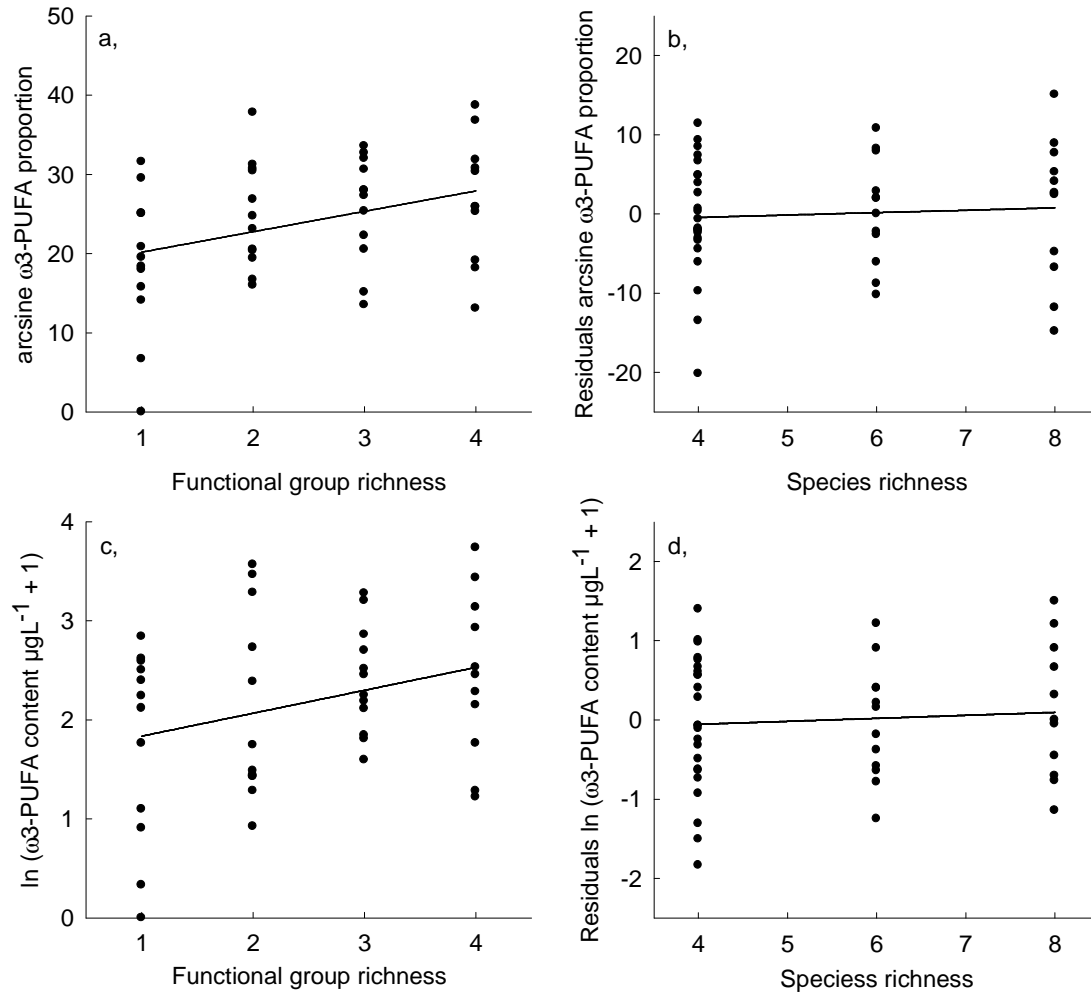 a,
arcsine ω3-PUFA proportion
50
40
30
20
10
0
1 2 3 4
Functional group richness
b,
Residuals arcsine ω3-PUFA proportion
20
10
0
-10
-20
4 5 6 7 8
Species richness
c,
ln (ω3-PUFA content µgL-1 + 1)
4
3
2
1
0
1 2 3 4
Functional group richness
d,
Residuals ln (ω3-PUFA content µgL-1 + 1)
2
1
0
-1
-2
4 5 6 7 8
Speciess richness